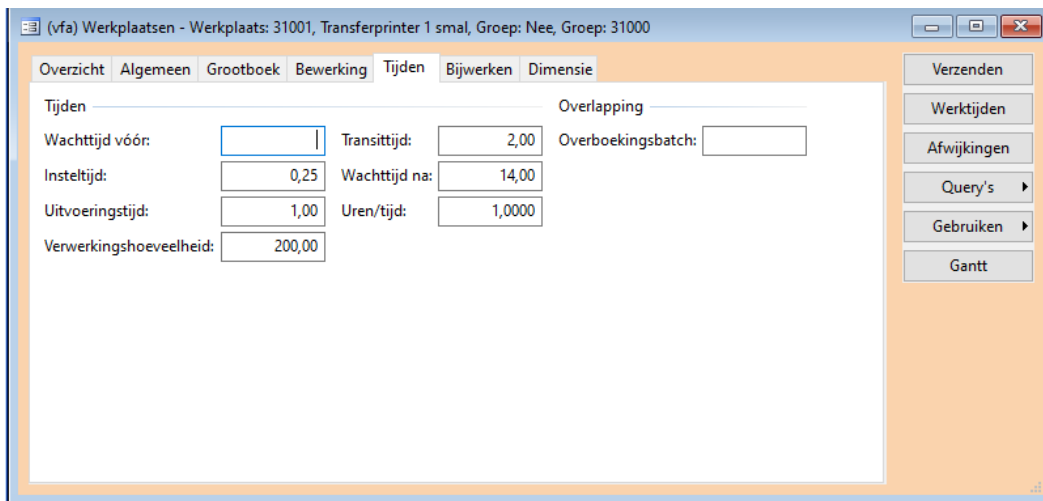 (vfa) Werkplaatsen - Werkplaats: 31001, Transferprinter 1 smal, Groep: Nee, Groep: 31000
Overzicht Algemeen Grootboek Bewerking Tijden Bijwerken Dimensie
Tijden
Wachttijd vóór:
Insteltijd: 0,25
Uitvoeringstijd: 1,00
Verwerkingshoeveelheid: 200,00
Transittijd: 2,00
Wachttijd na: 14,00
Uren/tijd: 1,0000
Overlapping
Overboekingsbatch:
Verzenden
Werktijden
Afwijkingen
Query's
Gebruiken
Gantt